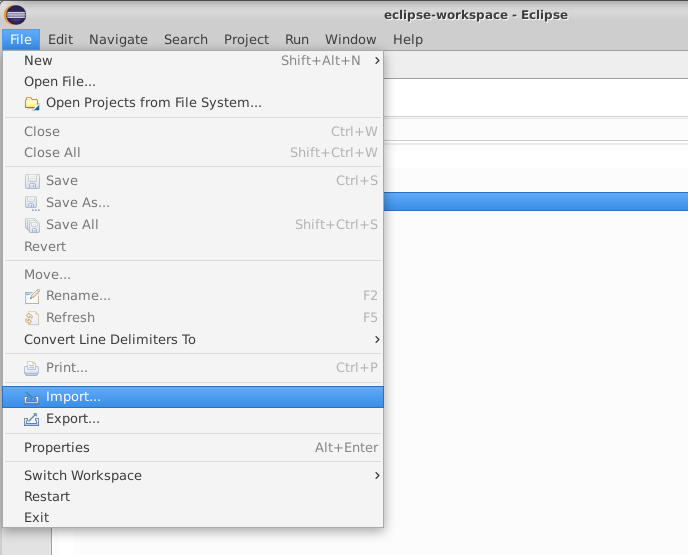 eclipse-workspace - Eclipse
File Edit Navigate Search Project Run Window Help
New Shift+Alt+N
Open File...
Open Projects from File System...
Close Ctrl+W
Close All Shift+Ctrl+W
Save Ctrl+S
Save As...
Save All Shift+Ctrl+S
Revert
Move...
Rename... F2
Refresh F5
Convert Line Delimiters To
Print... Ctrl+P
Import...
Export...
Properties Alt+Enter
Switch Workspace
Restart
Exit